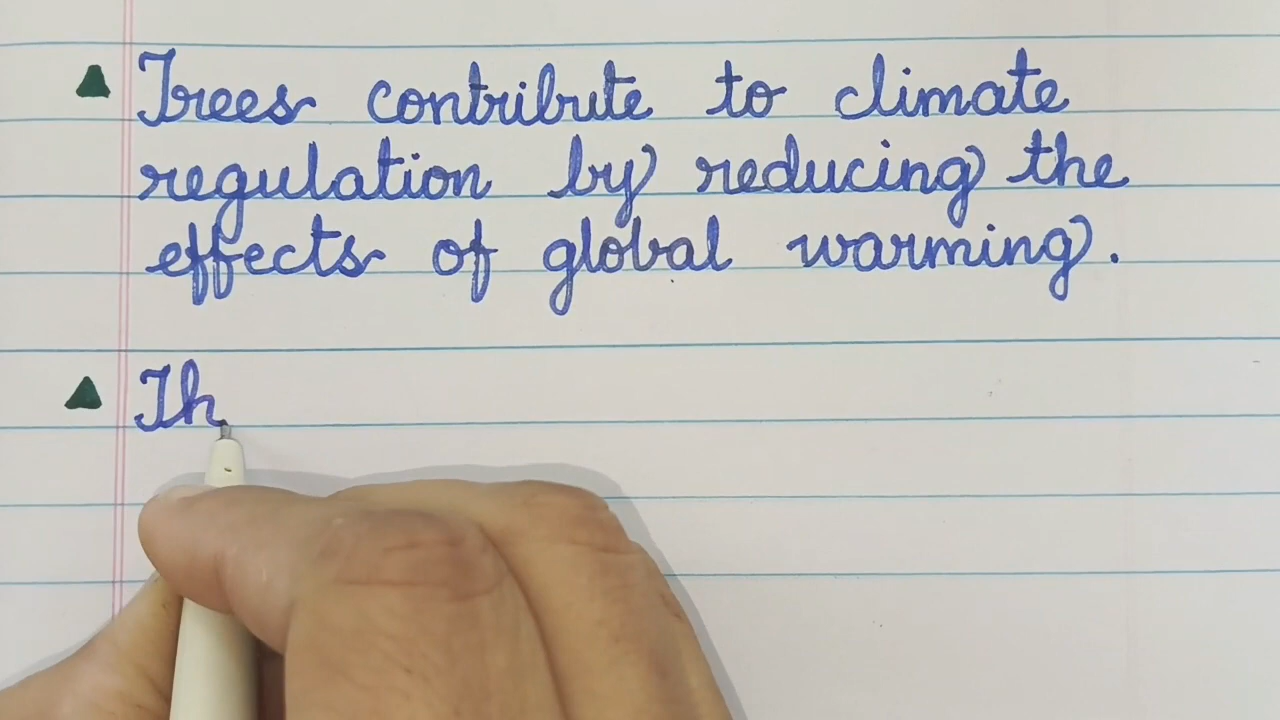 Trees contribute to climate
regulation by reducing the
effects of global warming.
Th